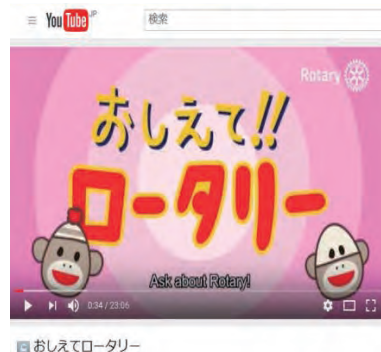 ≡ YouTube JP 検索
Rotary
おしえて!!
ロータリー
Ask about Rotary!
0:34 / 23:06
C おしえてロータリー